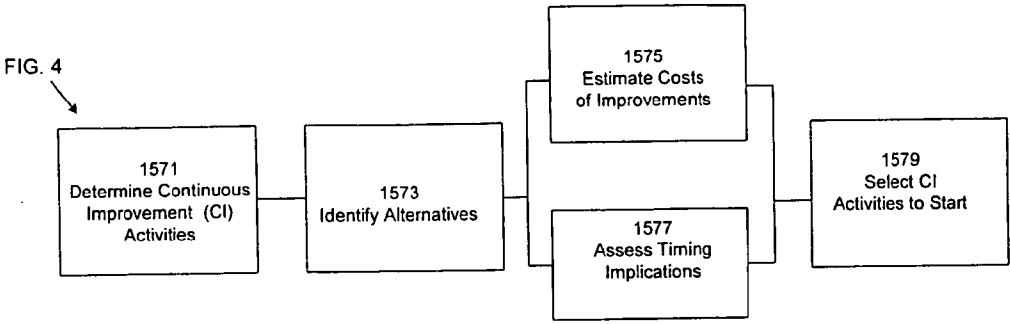 FIG. 4
1571
Determine Continuous
Improvement (CI)
Activities
1573
Identify Alternatives
1575
Estimate Costs
of Improvements
1577
Assess Timing
Implications
1579
Select CI
Activities to Start